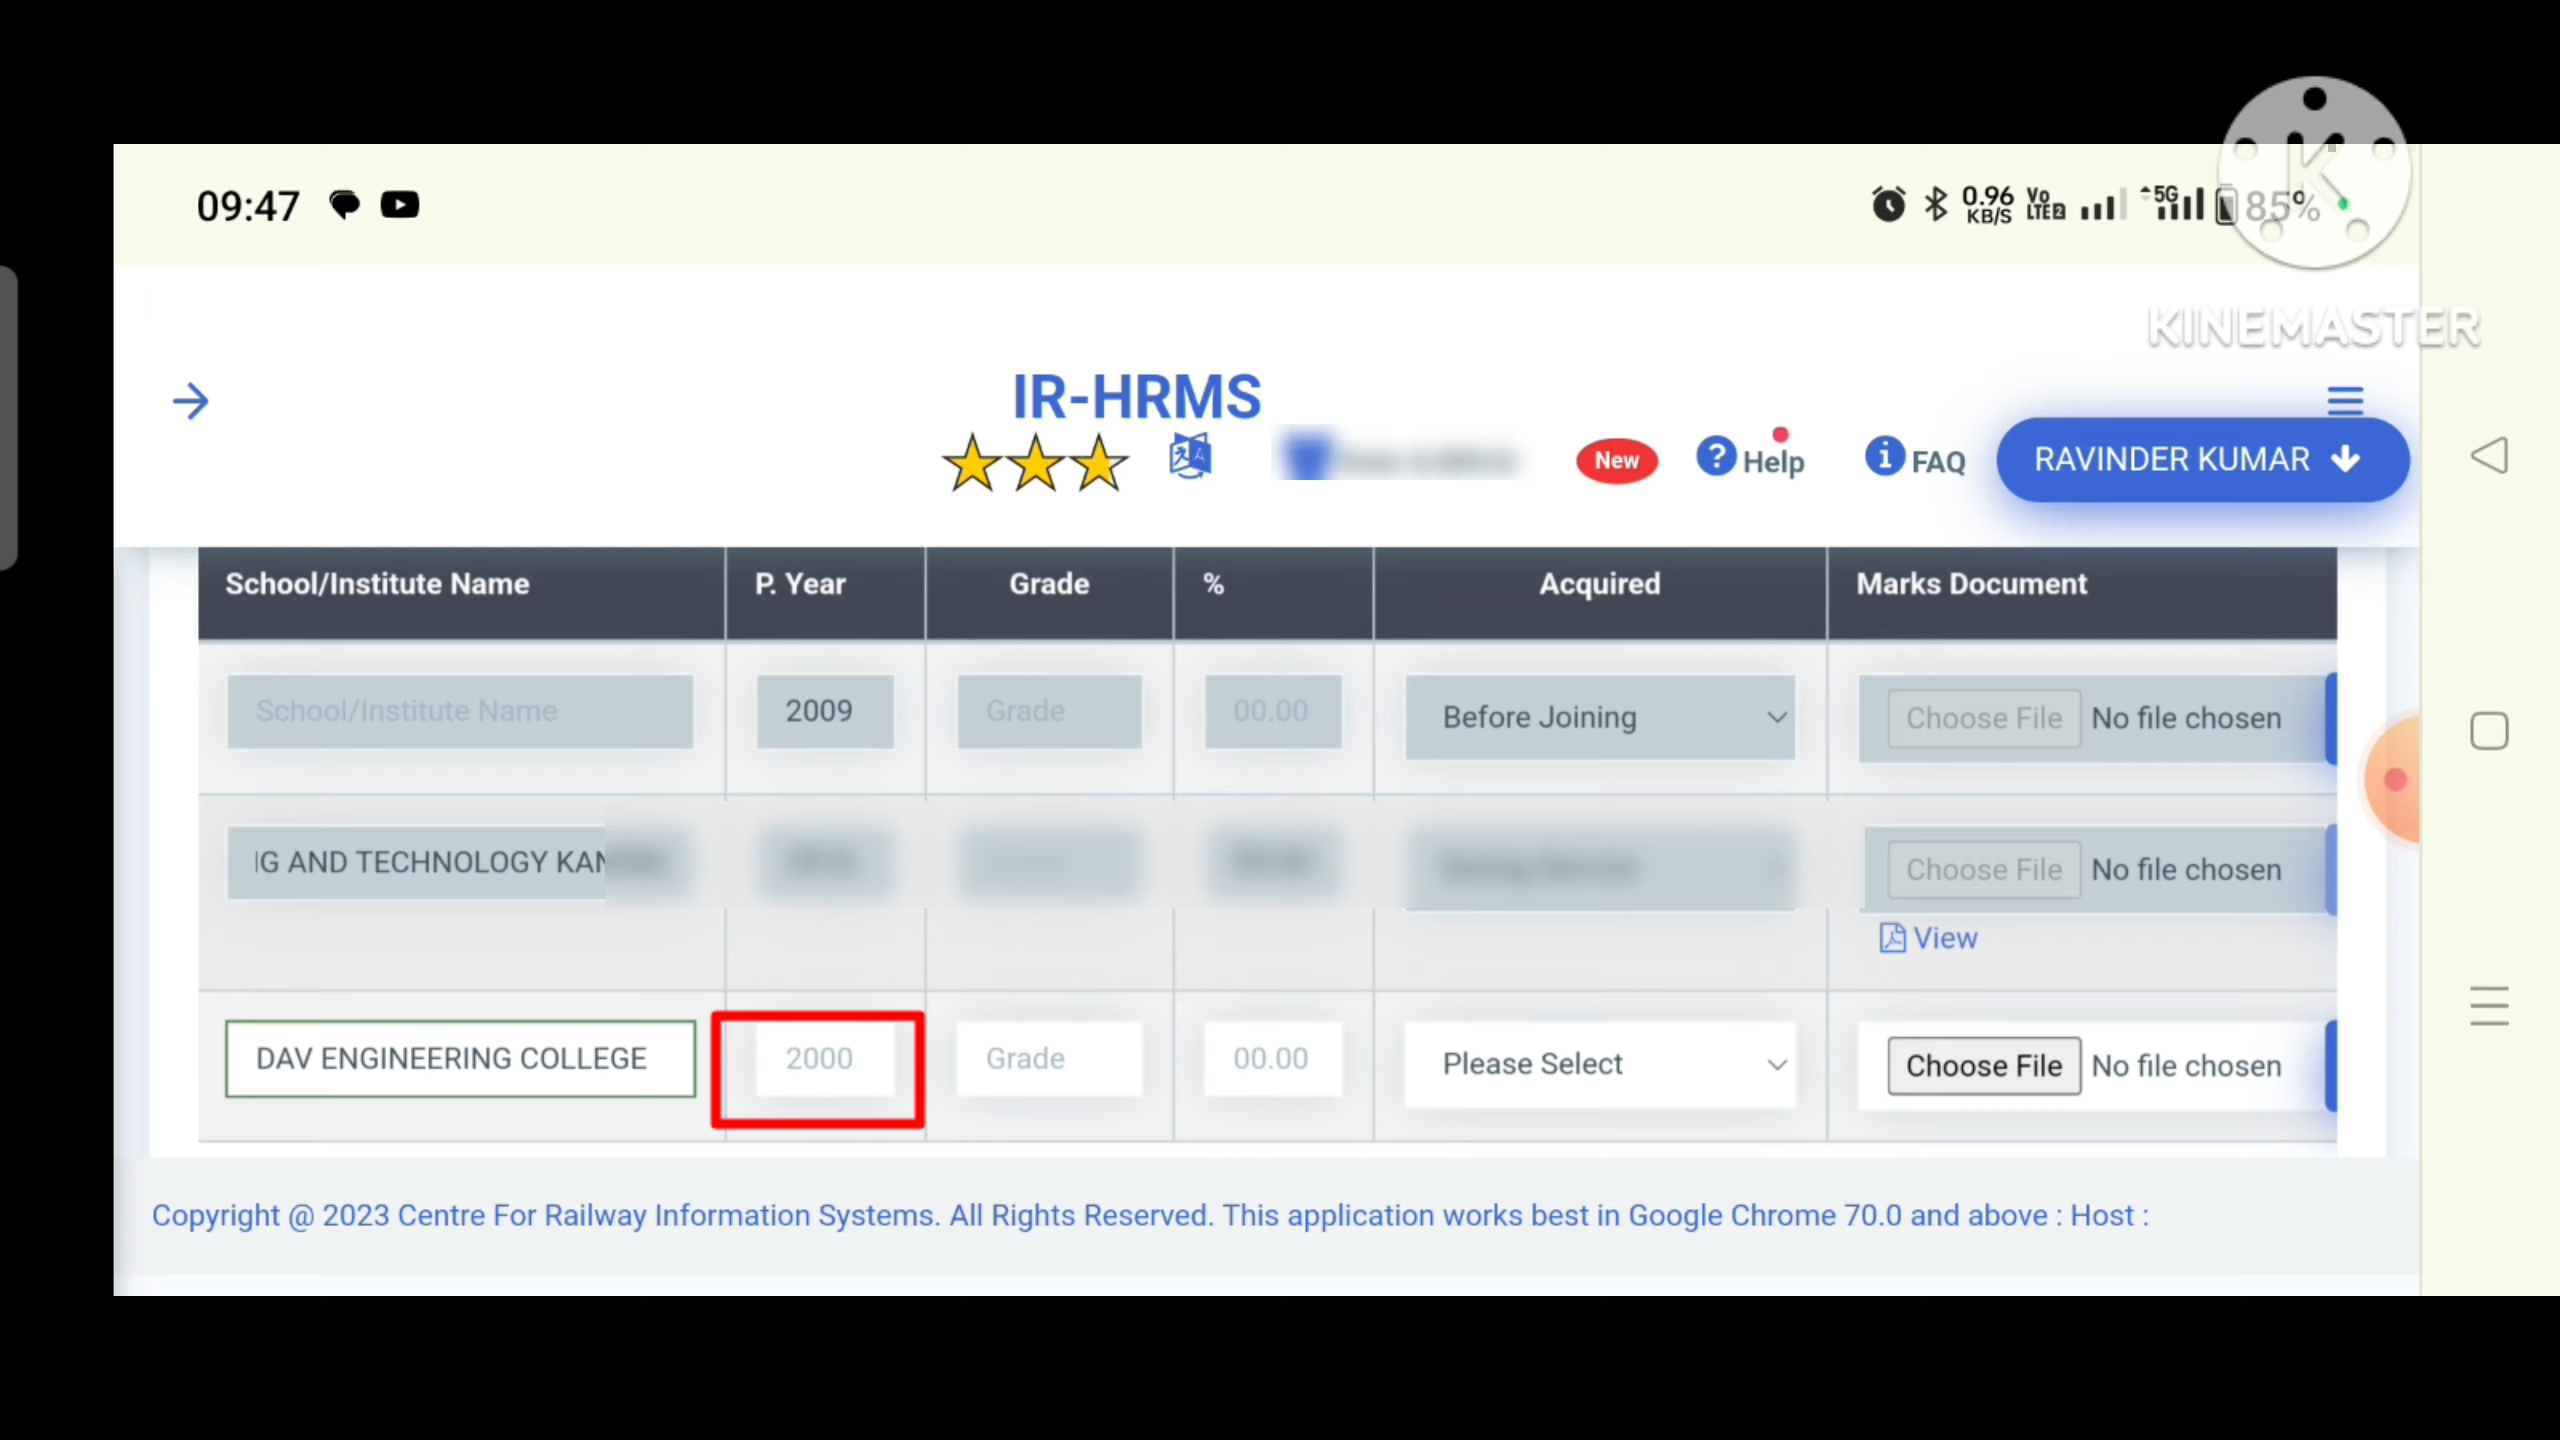 09:47
0.96 KB/S VoLTE2 5G 85%
KINEMASTER
IR-HRMS
New Help FAQ RAVINDER KUMAR
School/Institute Name P. Year Grade % Acquired Marks Document
School/Institute Name 2009 Grade 00.00 Before Joining Choose File No file chosen
IG AND TECHNOLOGY KAN Choose File No file chosen
View
DAV ENGINEERING COLLEGE 2000 Grade 00.00 Please Select Choose File No file chosen
Copyright @ 2023 Centre For Railway Information Systems. All Rights Reserved. This application works best in Google Chrome 70.0 and above : Host :